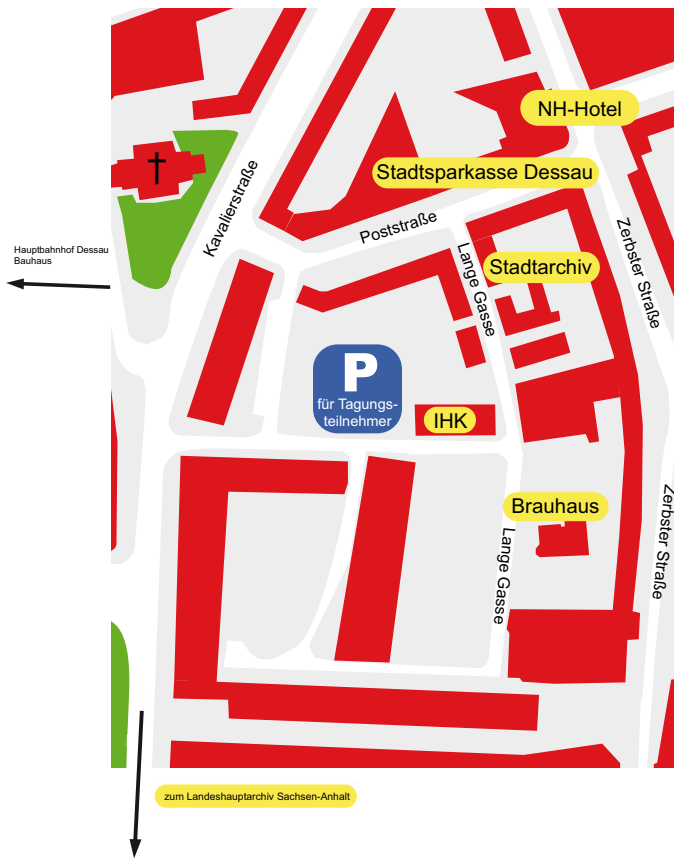 NH-Hotel
Stadtsparkasse Dessau
Kavalierstraße
Poststraße
Hauptbahnhof Dessau
Bauhaus
Lange Gasse
Stadtarchiv
Zerbster Straße
P
für Tagungs-
teilnehmer
IHK
Brauhaus
Lange Gasse
Zerbster Straße
zum Landeshauptarchiv Sachsen-Anhalt